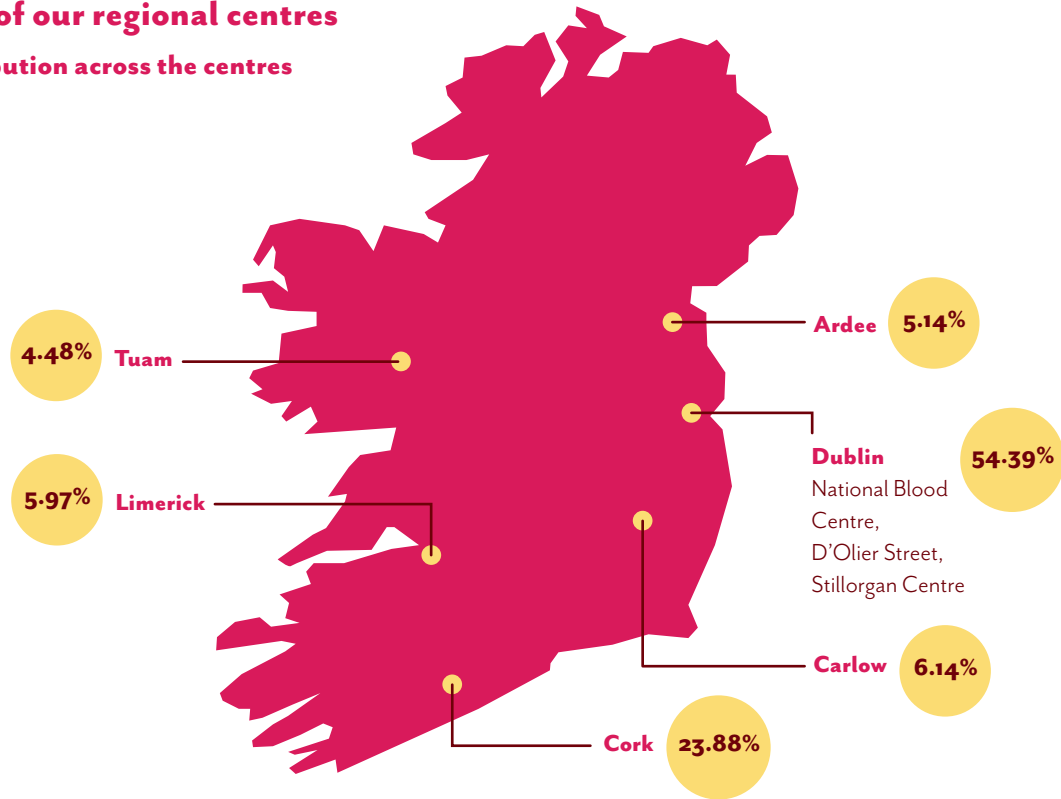 of our regional centres
ution across the centres
Ardee 5.14%
4.48% Tuam
Dublin 54.39%
National Blood
Centre,
D’Olier Street,
Stillorgan Centre
5.97% Limerick
Carlow 6.14%
Cork 23.88%